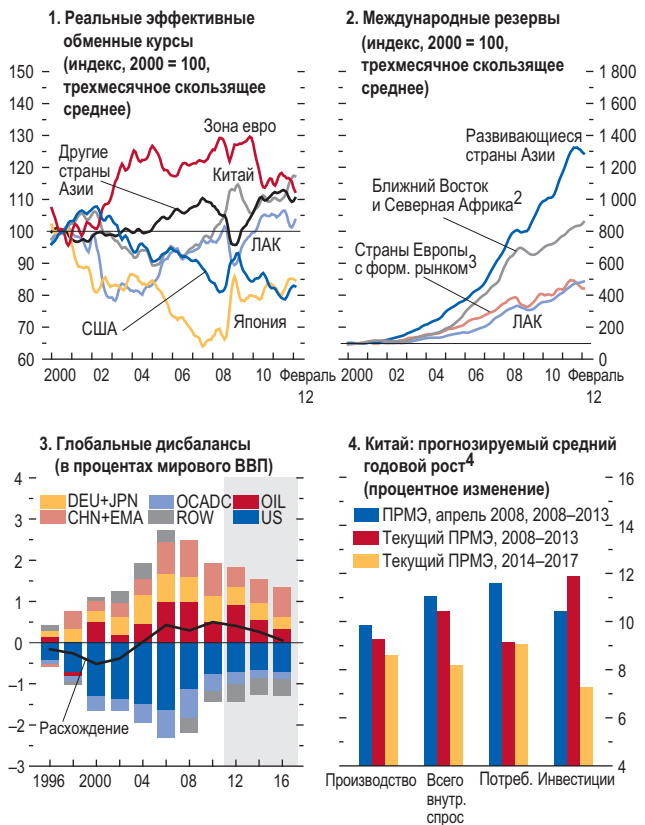 1. Реальные эффективные
обменные курсы
(индекс, 2000 = 100,
трехмесячное скользящее
среднее)
150
140
130
120
110
100
90
80
70
60
Зона евро
Другие
страны
Азии
Китай
ЛАК
США
Япония
2000 02 04 06 08 10 Февраль
12
2. Международные резервы
(индекс, 2000 = 100,
трехмесячное скользящее
среднее)
1 800
1 600
1 400
1 200
1 000
800
600
400
200
0
Развивающиеся
страны Азии
Ближний Восток
и Северная Африка2
Страны Европы
с форм. рынком3
ЛАК
2000 02 04 06 08 10 Февраль
12
3. Глобальные дисбалансы
(в процентах мирового ВВП)
4
3
2
1
0
–1
–2
–3
DEU+JPN OCADC OIL
CHN+EMA ROW US
Расхождение
1996 2000 04 08 12 16
4. Китай: прогнозируемый средний
годовой рост4
(процентное изменение)
16
14
12
10
8
6
4
ПРМЭ, апрель 2008, 2008–2013
Текущий ПРМЭ, 2008–2013
Текущий ПРМЭ, 2014–2017
Производство Всего Потреб. Инвестиции
внутр.
спрос